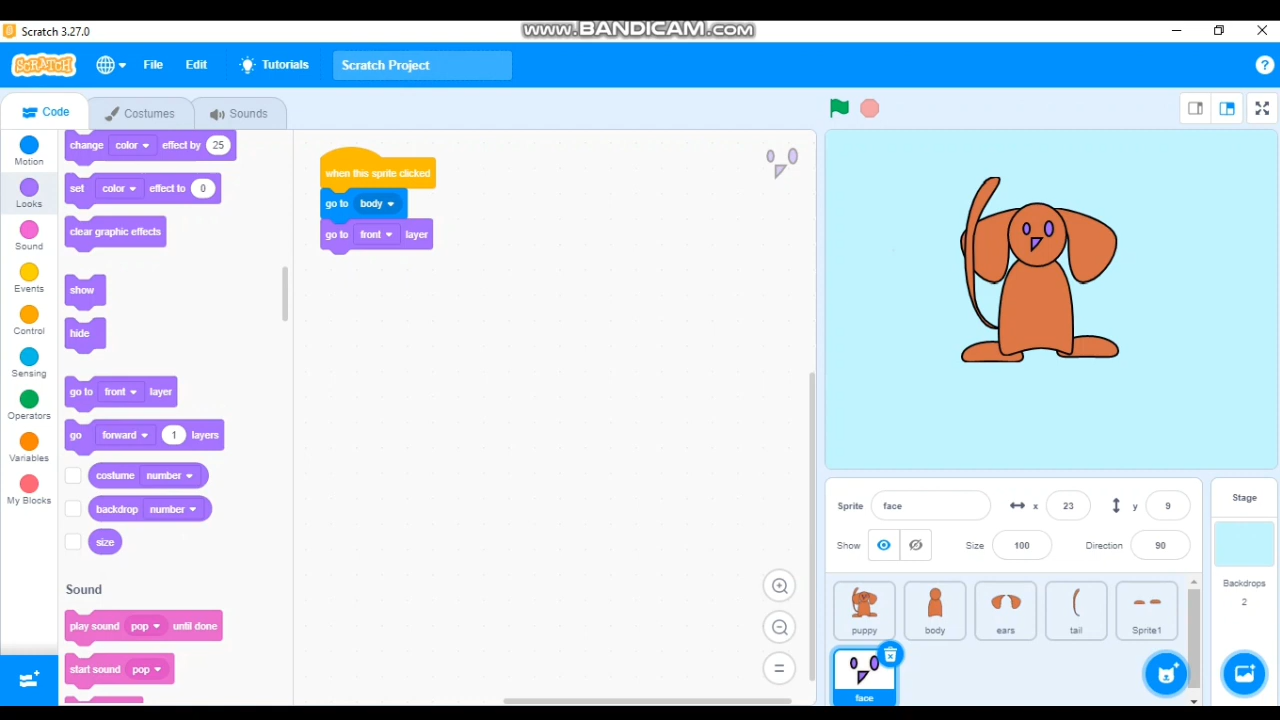 www.BANDICAM.com
Scratch 3.27.0
SCRATCH
File Edit Tutorials Scratch Project ?
Code Costumes Sounds
Motion
Looks
Sound
Events
Control
Sensing
Operators
Variables
My Blocks
change color effect by 25
set color effect to 0
clear graphic effects
show
hide
go to front layer
go forward 1 layers
costume number
backdrop number
size
Sound
play sound pop until done
start sound pop
when this sprite clicked
go to body
go to front layer
Sprite face x 23 y 9
Show Size 100 Direction 90
puppy body ears tail Sprite1
face
Stage
Backdrops
2